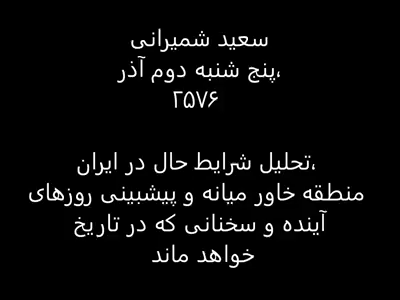 سعید شمیرانی
پنج شنبه دوم آذر،
۲۵۷۶
تحلیل شرایط حال در ایران،
منطقه خاور میانه و پیشبینی روزهای
آینده و سخنانی که در تاریخ
خواهد ماند